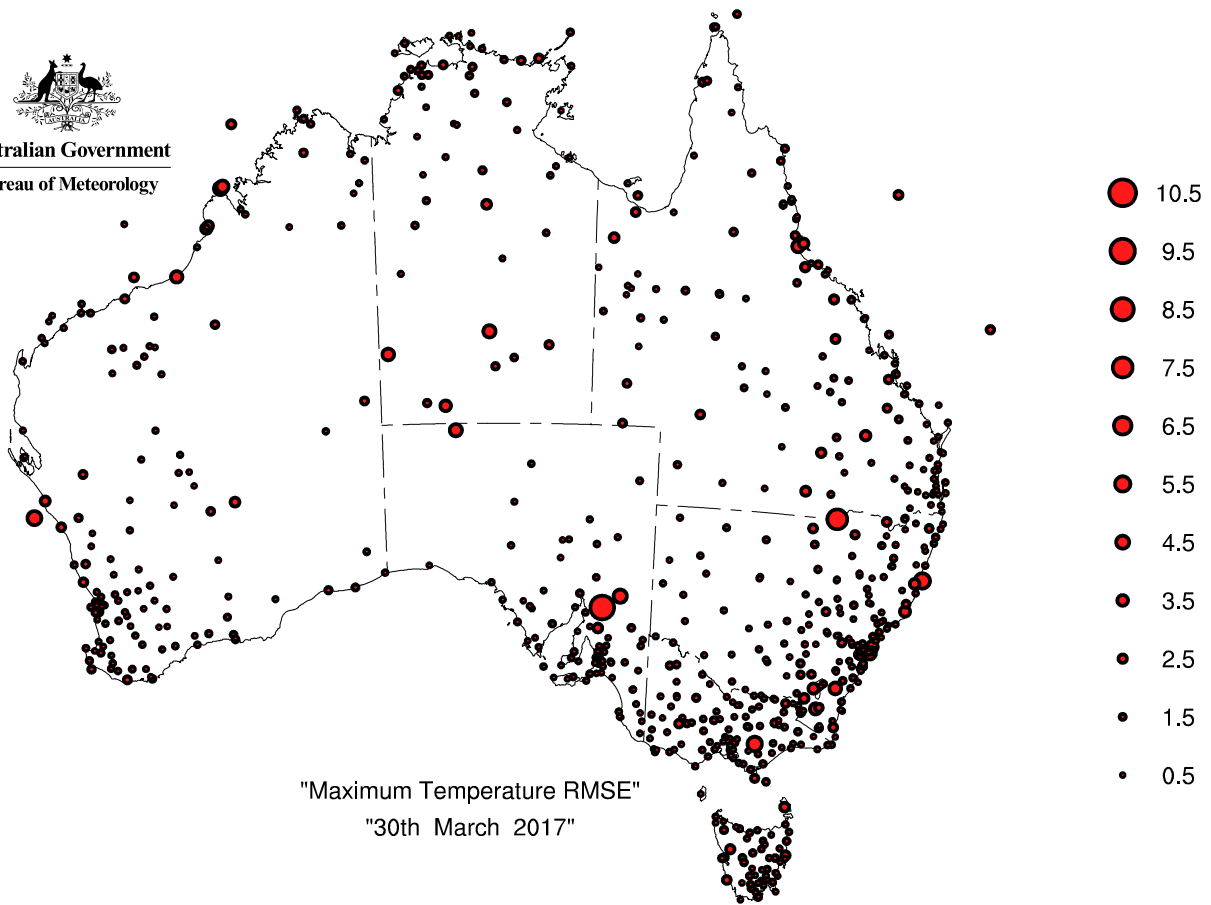 AUSTRALIA
tralian Government
reau of Meteorology
10.5
9.5
8.5
7.5
6.5
5.5
4.5
3.5
2.5
1.5
0.5
"Maximum Temperature RMSE"
"30th March 2017"